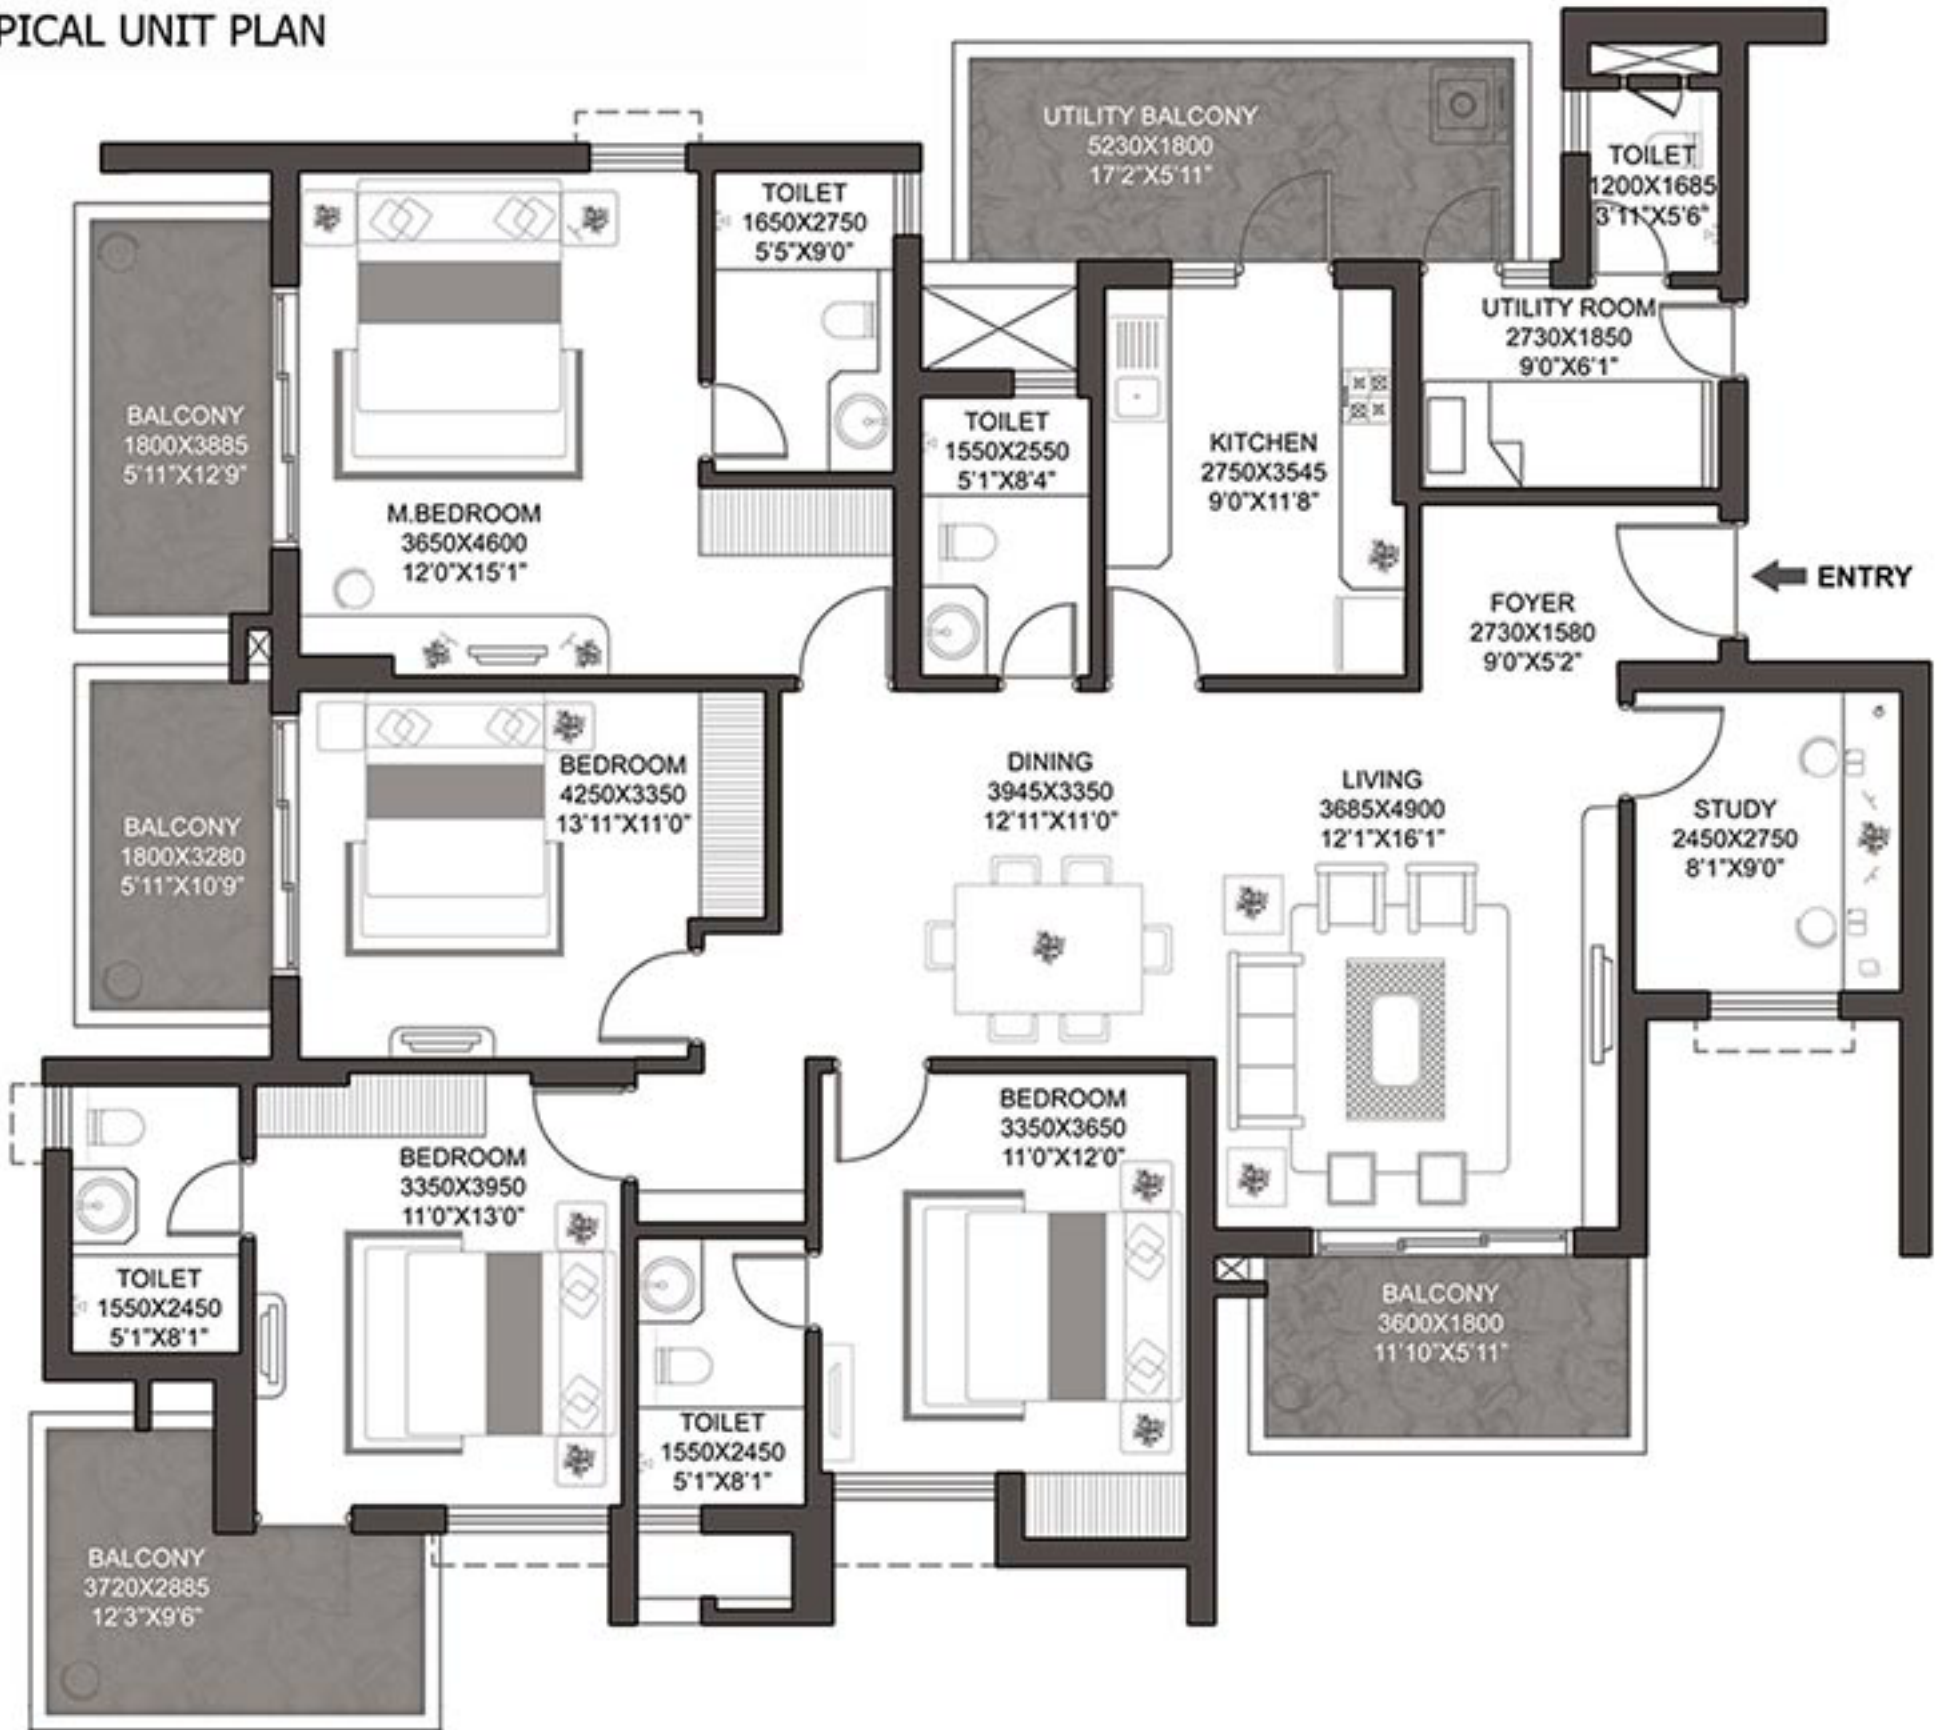 PICAL UNIT PLAN
UTILITY BALCONY
5230X1800
17'2"X5'11"
TOILET
1200X1685
3'11"X5'6"
TOILET
1650X2750
5'5"X9'0"
UTILITY ROOM
2730X1850
9'0"X6'1"
BALCONY
1800X3885
5'11"X12'9"
M.BEDROOM
3650X4600
12'0"X15'1"
TOILET
1550X2550
5'1"X8'4"
KITCHEN
2750X3545
9'0"X11'8"
ENTRY
FOYER
2730X1580
9'0"X5'2"
BEDROOM
4250X3350
13'11"X11'0"
DINING
3945X3350
12'11"X11'0"
LIVING
3685X4900
12'1"X16'1"
STUDY
2450X2750
8'1"X9'0"
BALCONY
1800X3280
5'11"X10'9"
BEDROOM
3350X3950
11'0"X13'0"
BEDROOM
3350X3650
11'0"X12'0"
TOILET
1550X2450
5'1"X8'1"
BALCONY
3600X1800
11'10"X5'11"
TOILET
1550X2450
5'1"X8'1"
BALCONY
3720X2885
12'3"X9'6"